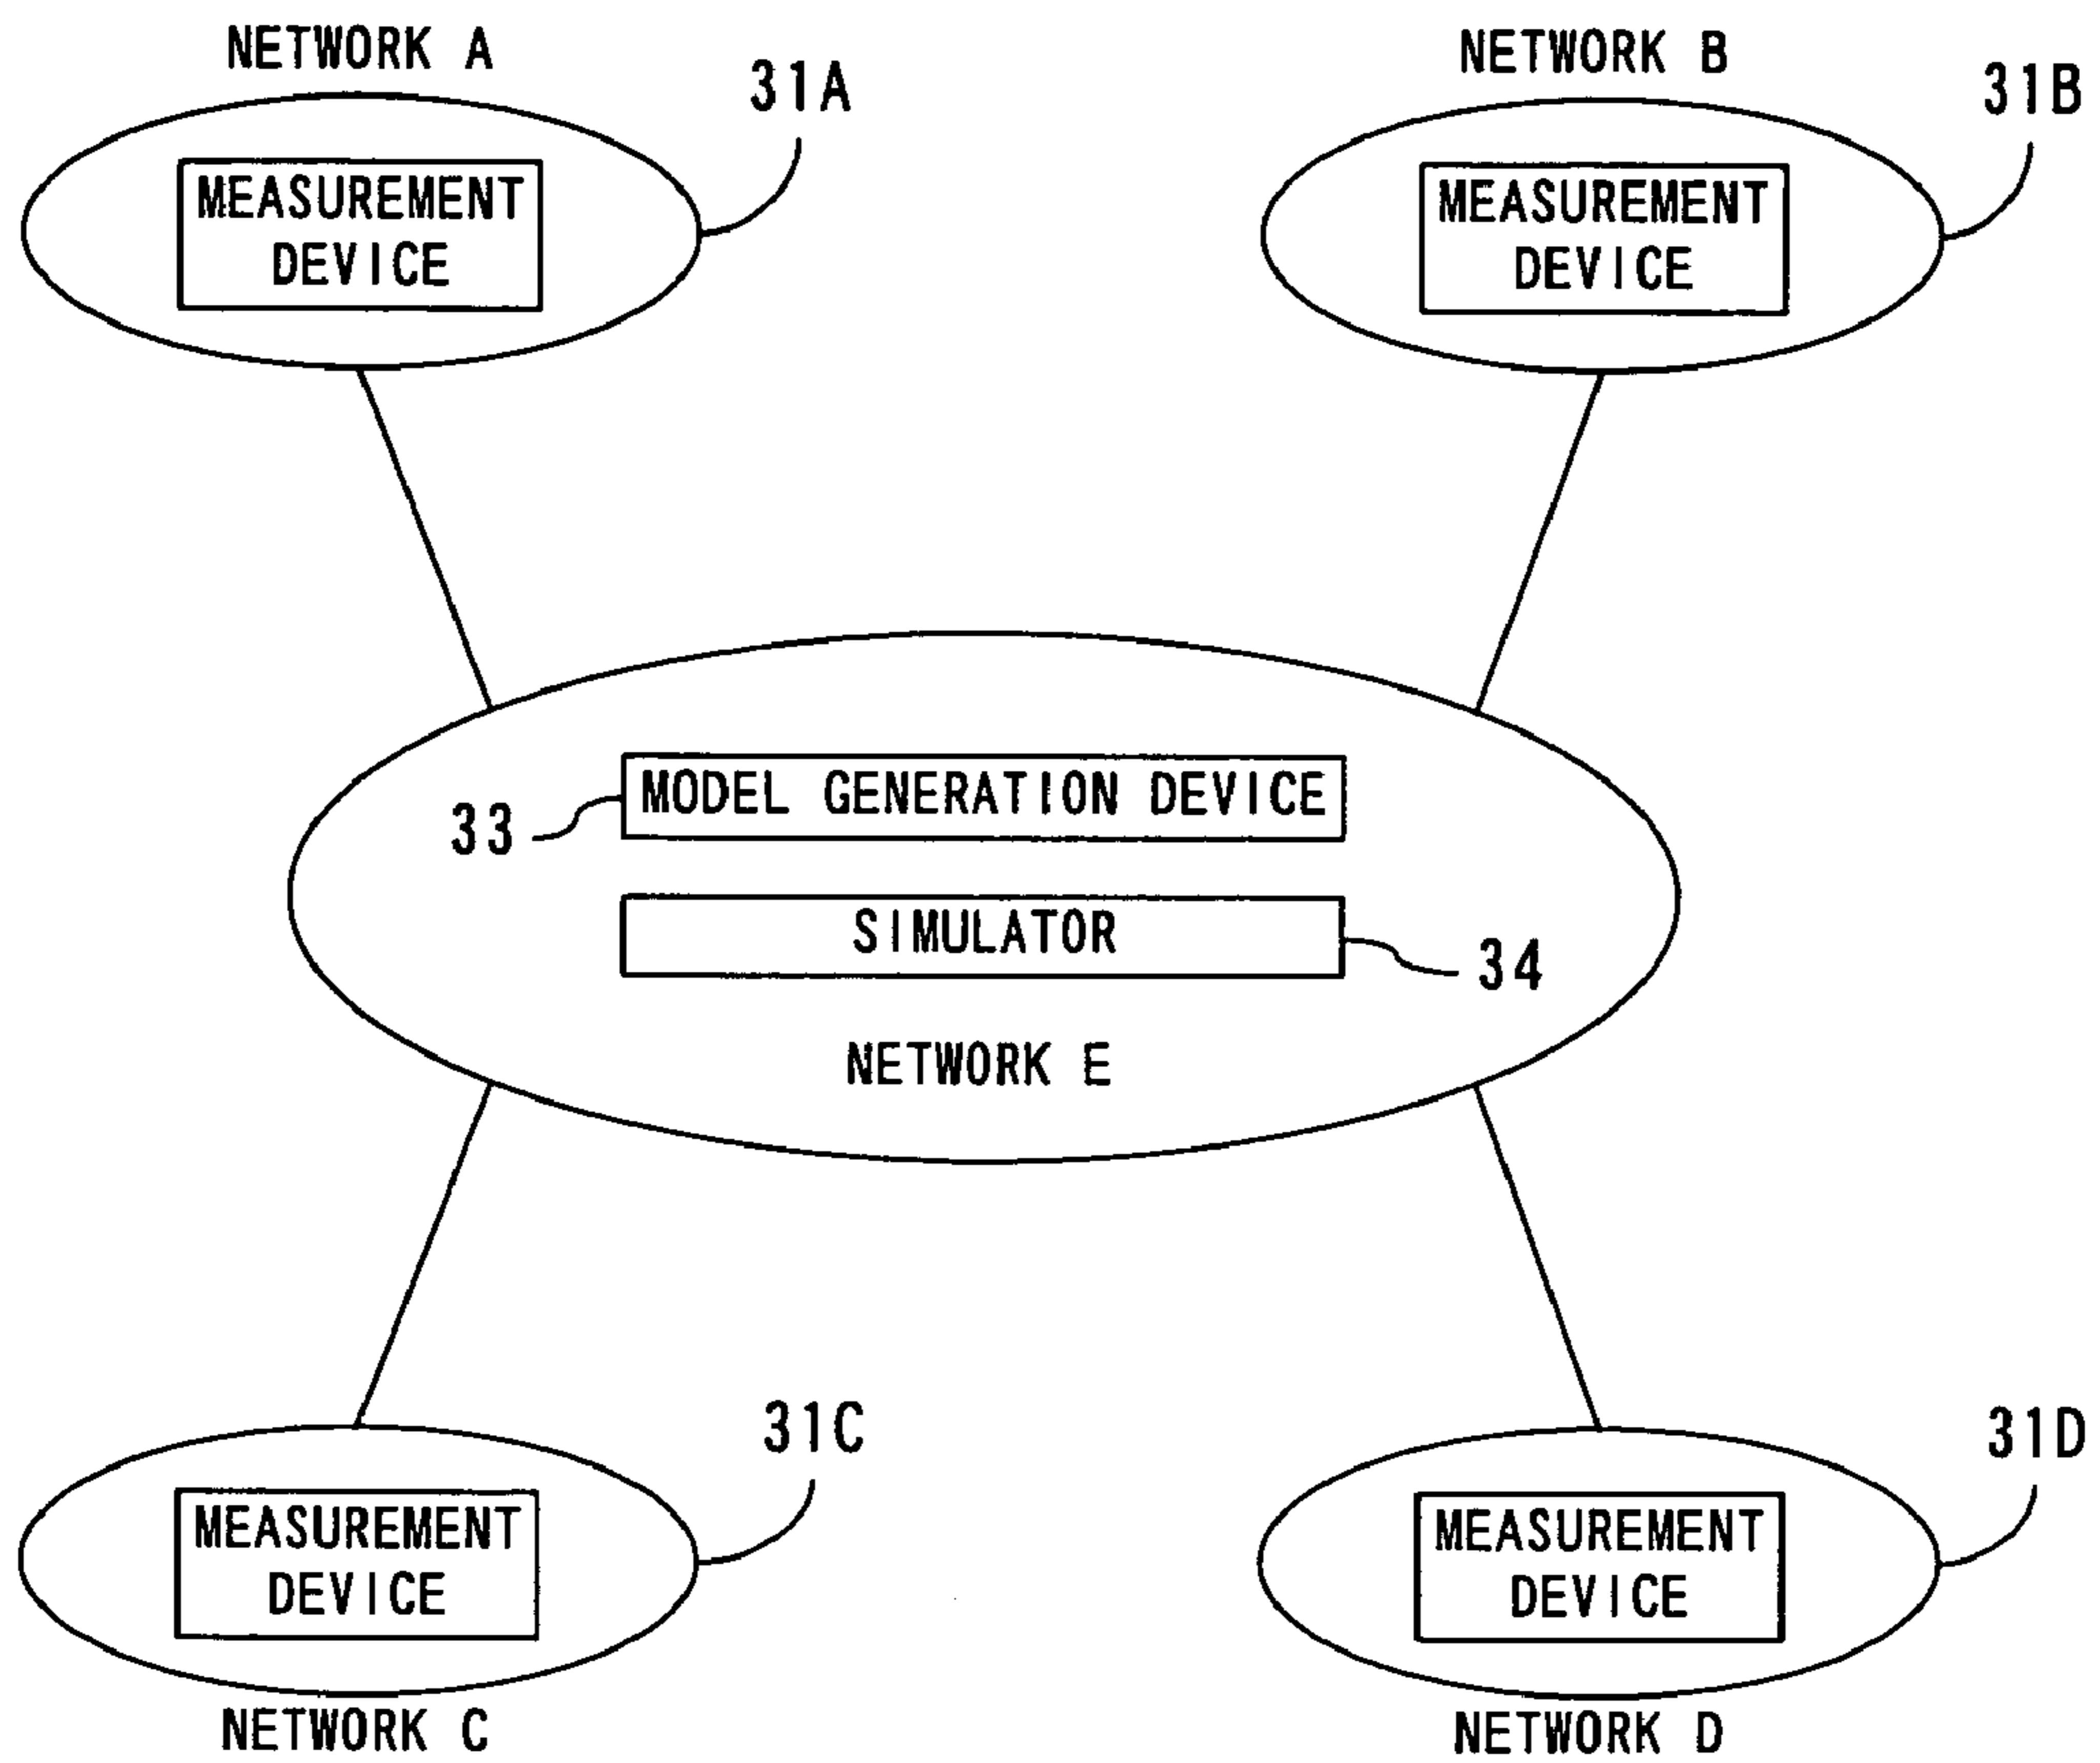 NETWORK A
31A
MEASUREMENT
DEVICE
NETWORK B
31B
MEASUREMENT
DEVICE
MODEL GENERATION DEVICE
33
SIMULATOR
34
NETWORK E
31C
MEASUREMENT
DEVICE
NETWORK C
31D
MEASUREMENT
DEVICE
NETWORK D